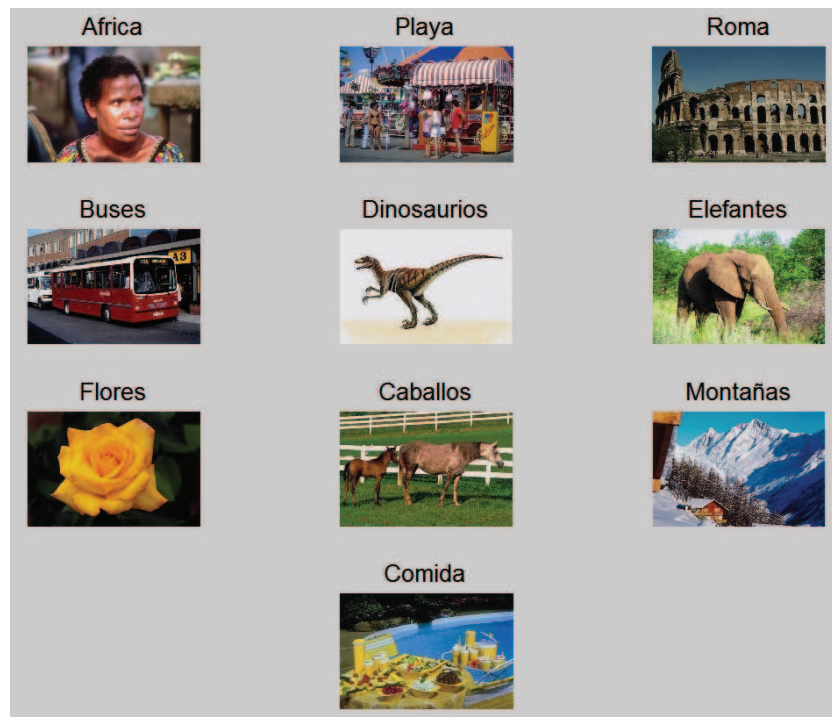 Africa
Playa
Roma
Buses
Dinosaurios
Elefantes
Flores
Caballos
Montañas
Comida